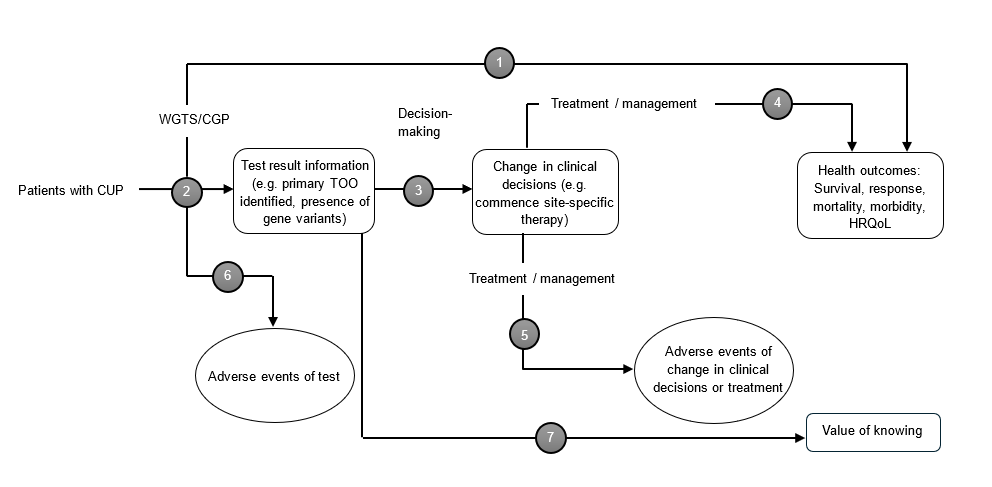 1
4
Treatment / management
Decision-
making
WGTS/CGP
Patients with CUP
2
Test result information
(e.g. primary TOO
identified, presence of
gene variants)
3
Change in clinical
decisions (e.g.
commence site-specific
therapy)
Health outcomes:
Survival, response,
mortality, morbidity,
HRQoL
6
Treatment / management
5
Adverse events of test
Adverse events of
change in clinical
decisions or treatment
7
Value of knowing